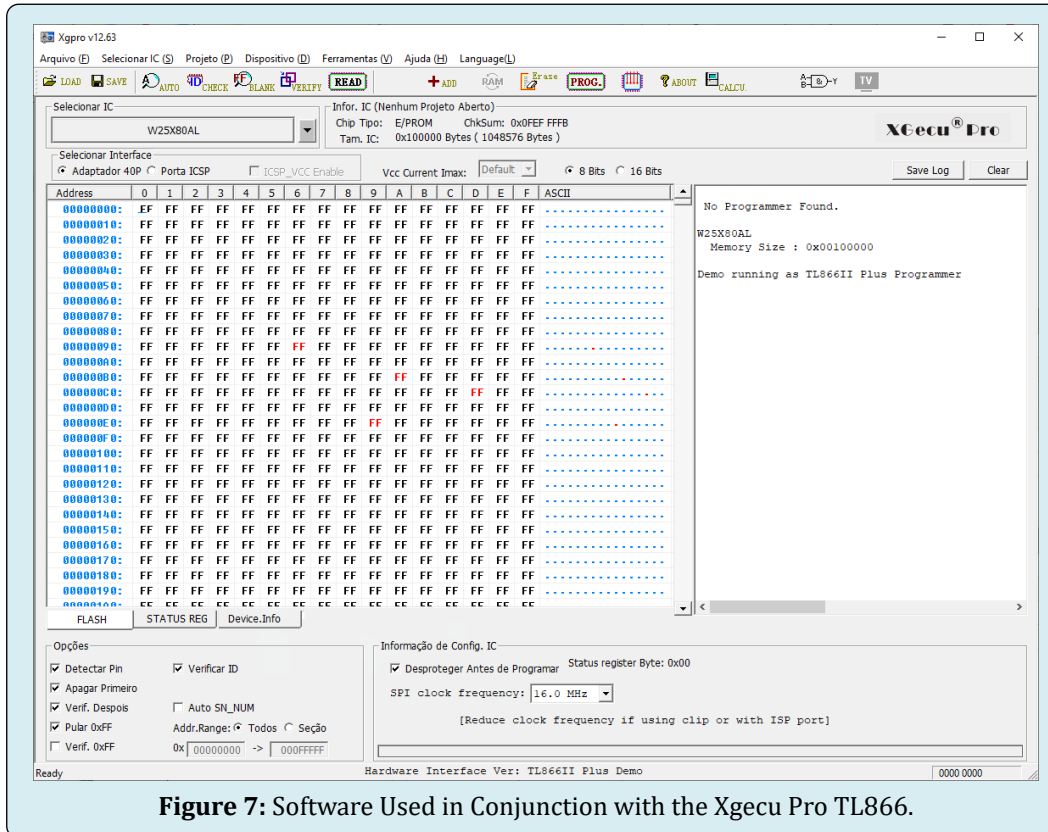 Xgpro v12.63
Arquivo (F) Selecionar IC (S) Projeto (P) Dispositivo (D) Ferramentas (V) Ajuda (H) Language(L)
LOAD SAVE AUTO CHECK BLANK VERIFY READ ADD RAM Erase PROG. ABOUT CALCU. A & B Y TV
Selecionar IC Infor. IC (Nenhum Projeto Aberto)
W25X80AL Chip Tipo: E/PROM ChkSum: 0x0FEF FFFB XGecu® Pro
Tam. IC: 0x100000 Bytes ( 1048576 Bytes )
Selecionar Interface
Adaptador 40P Porta ICSP ICSP_VCC Enable Vcc Current Imax: Default 8 Bits 16 Bits Save Log Clear
Address 0 1 2 3 4 5 6 7 8 9 A B C D E F ASCII
00000000: FF FF FF FF FF FF FF FF FF FF FF FF FF FF FF FF ................ No Programmer Found.
00000010: FF FF FF FF FF FF FF FF FF FF FF FF FF FF FF FF ................
00000020: FF FF FF FF FF FF FF FF FF FF FF FF FF FF FF FF ................ W25X80AL
00000030: FF FF FF FF FF FF FF FF FF FF FF FF FF FF FF FF ................ Memory Size : 0x00100000
00000040: FF FF FF FF FF FF FF FF FF FF FF FF FF FF FF FF ................ Demo running as TL866II Plus Programmer
00000050: FF FF FF FF FF FF FF FF FF FF FF FF FF FF FF FF ................
00000060: FF FF FF FF FF FF FF FF FF FF FF FF FF FF FF FF ................
00000070: FF FF FF FF FF FF FF FF FF FF FF FF FF FF FF FF ................
00000080: FF FF FF FF FF FF FF FF FF FF FF FF FF FF FF FF ................
00000090: FF FF FF FF FF FF FF FF FF FF FF FF FF FF FF FF ................
000000A0: FF FF FF FF FF FF FF FF FF FF FF FF FF FF FF FF ................
000000B0: FF FF FF FF FF FF FF FF FF FF FF FF FF FF FF FF ................
000000C0: FF FF FF FF FF FF FF FF FF FF FF FF FF FF FF FF ................
000000D0: FF FF FF FF FF FF FF FF FF FF FF FF FF FF FF FF ................
000000E0: FF FF FF FF FF FF FF FF FF FF FF FF FF FF FF FF ................
000000F0: FF FF FF FF FF FF FF FF FF FF FF FF FF FF FF FF ................
00000100: FF FF FF FF FF FF FF FF FF FF FF FF FF FF FF FF ................
00000110: FF FF FF FF FF FF FF FF FF FF FF FF FF FF FF FF ................
00000120: FF FF FF FF FF FF FF FF FF FF FF FF FF FF FF FF ................
00000130: FF FF FF FF FF FF FF FF FF FF FF FF FF FF FF FF ................
00000140: FF FF FF FF FF FF FF FF FF FF FF FF FF FF FF FF ................
00000150: FF FF FF FF FF FF FF FF FF FF FF FF FF FF FF FF ................
00000160: FF FF FF FF FF FF FF FF FF FF FF FF FF FF FF FF ................
00000170: FF FF FF FF FF FF FF FF FF FF FF FF FF FF FF FF ................
00000180: FF FF FF FF FF FF FF FF FF FF FF FF FF FF FF FF ................
00000190: FF FF FF FF FF FF FF FF FF FF FF FF FF FF FF FF ................
FLASH STATUS REG Device.Info
Opções Informação de Config. IC
Detectar Pin Verificar ID Desproteger Antes de Programar Status register Byte: 0x00
Apagar Primeiro SPI clock frequency: 16.0 MHz
Verif. Despois Auto SN_NUM [Reduce clock frequency if using clip or with ISP port]
Pular 0xFF Addr.Range: Todos Seção
Verif. 0xFF 0x 00000000 -> 000FFFFF
Ready Hardware Interface Ver: TL866II Plus Demo 0000 0000
Figure 7: Software Used in Conjunction with the Xgecu Pro TL866.